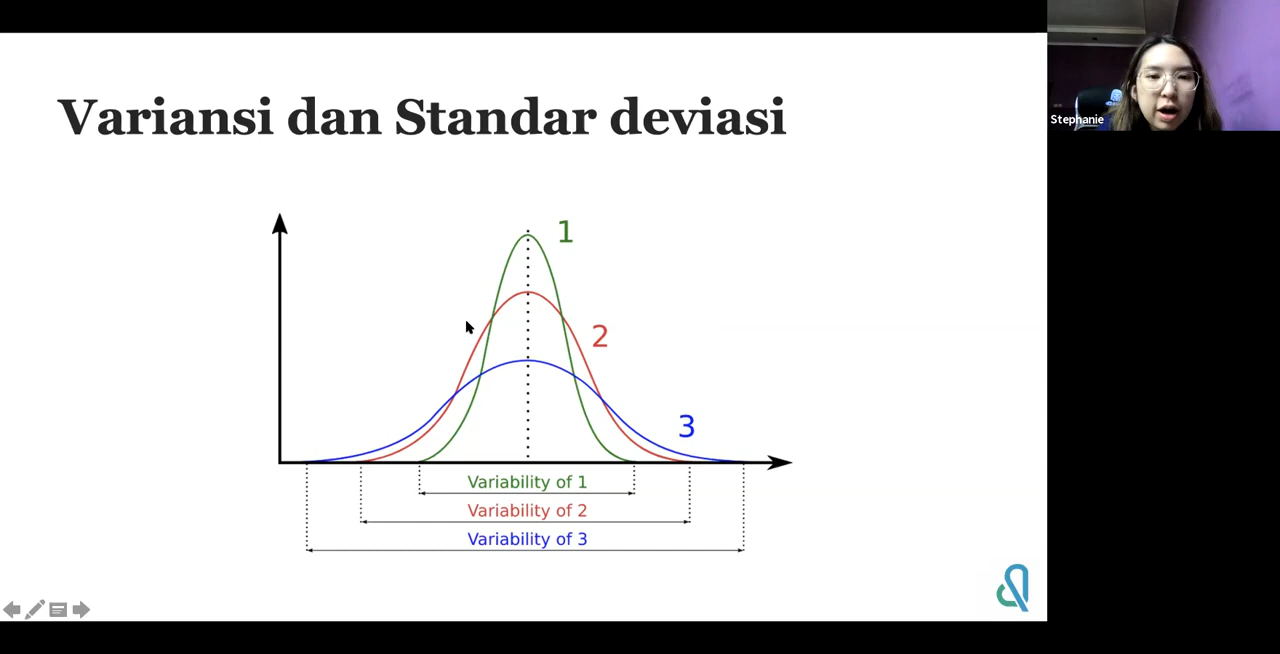 Variansi dan Standar deviasi
Stephanie
1
2
3
Variability of 1
Variability of 2
Variability of 3